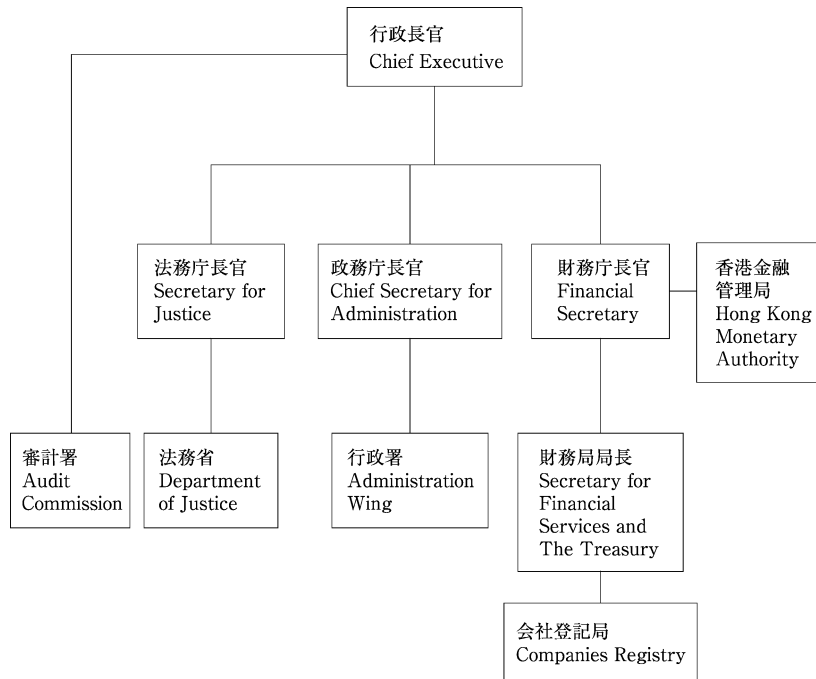 行政長官
Chief Executive
法務庁長官
Secretary for
Justice
政務庁長官
Chief Secretary for
Administration
財務庁長官
Financial
Secretary
香港金融
管理局
Hong Kong
Monetary
Authority
審計署
Audit
Commission
法務省
Department
of Justice
行政署
Administration
Wing
財務局局長
Secretary for
Financial
Services and
The Treasury
会社登記局
Companies Registry